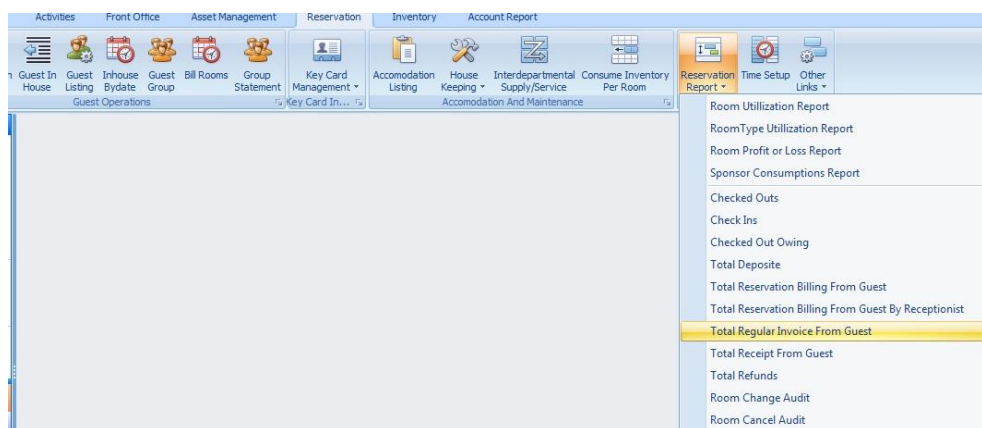 Activities Front Office Asset Management Reservation Inventory Account Report
Guest In House
Guest Listing
Inhouse Bydate
Guest Group
Bill Rooms
Group Statement
Key Card Management
Accomodation Listing
House Keeping
Interdepartmental Supply/Service
Consume Inventory Per Room
Reservation Report
Time Setup
Other Links
Guest Operations
Key Card In...
Accomodation And Maintenance
Room Utillization Report
RoomType Utillization Report
Room Profit or Loss Report
Sponsor Consumptions Report
Checked Outs
Check Ins
Checked Out Owing
Total Deposite
Total Reservation Billing From Guest
Total Reservation Billing From Guest By Receptionist
Total Regular Invoice From Guest
Total Receipt From Guest
Total Refunds
Room Change Audit
Room Cancel Audit